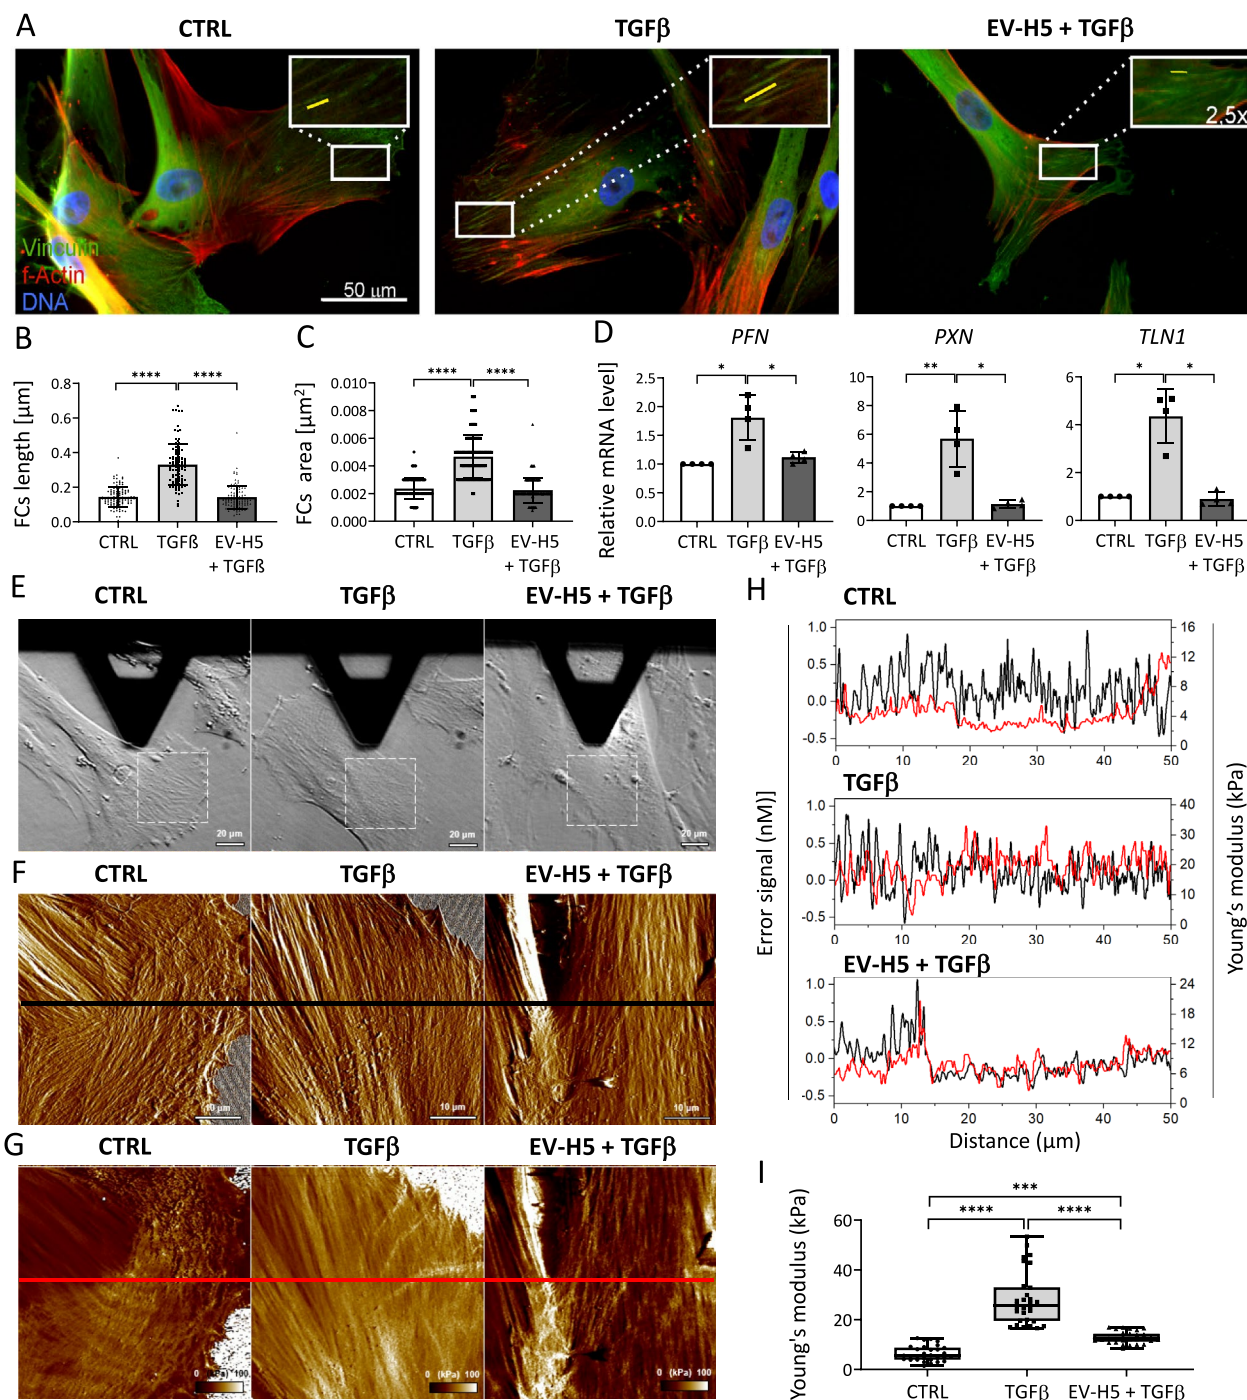 A
CTRL
TGFβ
EV-H5 + TGFβ
2,5x
Vinculin
f-Actin
DNA
50 µm
B
FCs length [µm]
0.8
0.6
0.4
0.2
0.0
****
****
CTRL
TGFß
EV-H5
+ TGFß
C
FCs area [µm²]
0.010
0.008
0.006
0.004
0.002
0.000
****
****
CTRL
TGFβ
EV-H5
+ TGFβ
D
Relative mRNA level]
PFN
2.5
2.0
1.5
1.0
0.5
0.0
*
*
CTRL
TGFβ
EV-H5
+ TGFβ
PXN
10
8
6
4
2
0
**
*
CTRL
TGFβ
EV-H5
+ TGFβ
TLN1
6
4
2
0
*
*
CTRL
TGFβ
EV-H5
+ TGFβ
E
CTRL
TGFβ
EV-H5 + TGFβ
20 µm
20 µm
20 µm
F
CTRL
TGFβ
EV-H5 + TGFβ
10 µm
10 µm
10 µm
G
CTRL
TGFβ
EV-H5 + TGFβ
0 (kPa) 100
0 (kPa) 100
0 (kPa) 100
H
Error signal (nM)]
Young's modulus (kPa)
CTRL
1.0
0.5
0.0
-0.5
16
12
8
4
0
0 10 20 30 40 50
TGFβ
1.0
0.5
0.0
-0.5
40
30
20
10
0
0 10 20 30 40 50
EV-H5 + TGFβ
1.0
0.5
0.0
-0.5
24
18
12
6
0
0 10 20 30 40 50
Distance (µm)
I
Young's modulus (kPa)
60
40
20
0
***
****
****
CTRL
TGFβ
EV-H5 + TGFβ